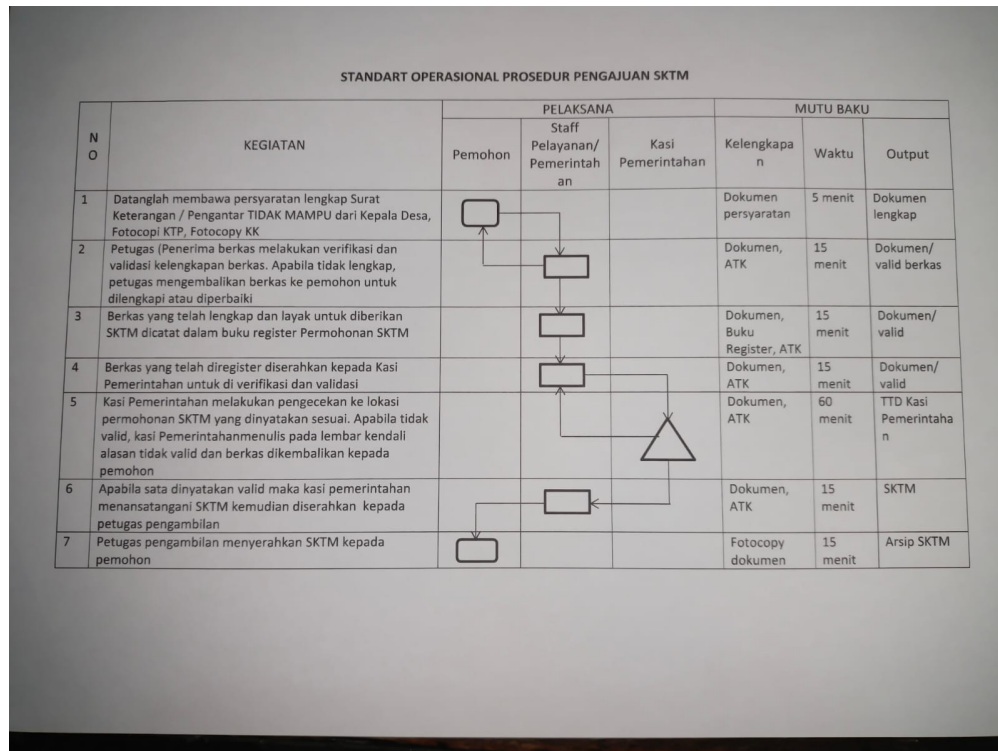 STANDART OPERASIONAL PROSEDUR PENGAJUAN SKTM
N
O
KEGIATAN
PELAKSANA
MUTU BAKU
Pemohon
Staff
Pelayanan/
Pemerintah
an
Kasi
Pemerintahan
Kelengkapa
n
Waktu
Output
1
Datanglah membawa persyaratan lengkap Surat
Keterangan / Pengantar TIDAK MAMPU dari Kepala Desa,
Fotocopi KTP, Fotocopy KK
Dokumen
persyaratan
5 menit
Dokumen
lengkap
2
Petugas (Penerima berkas melakukan verifikasi dan
validasi kelengkapan berkas. Apabila tidak lengkap,
petugas mengembalikan berkas ke pemohon untuk
dilengkapi atau diperbaiki
Dokumen,
ATK
15
menit
Dokumen/
valid berkas
3
Berkas yang telah lengkap dan layak untuk diberikan
SKTM dicatat dalam buku register Permohonan SKTM
Dokumen,
Buku
Register, ATK
15
menit
Dokumen/
valid
4
Berkas yang telah diregister diserahkan kepada Kasi
Pemerintahan untuk di verifikasi dan validasi
Dokumen,
ATK
15
menit
Dokumen/
valid
5
Kasi Pemerintahan melakukan pengecekan ke lokasi
permohonan SKTM yang dinyatakan sesuai. Apabila tidak
valid, kasi Pemerintahanmenulis pada lembar kendali
alasan tidak valid dan berkas dikembalikan kepada
pemohon
Dokumen,
ATK
60
menit
TTD Kasi
Pemerintaha
n
6
Apabila sata dinyatakan valid maka kasi pemerintahan
menansatangani SKTM kemudian diserahkan kepada
petugas pengambilan
Dokumen,
ATK
15
menit
SKTM
7
Petugas pengambilan menyerahkan SKTM kepada
pemohon
Fotocopy
dokumen
15
menit
Arsip SKTM